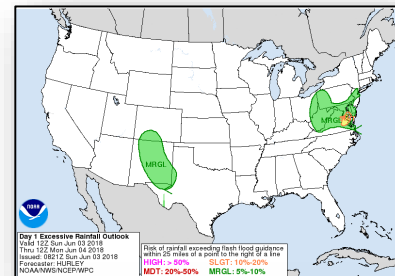 MRGL
MRGL
NOAA
Day 1 Excessive Rainfall Outlook
Valid 12Z Sun Jun 03 2018
Thru 12Z Mon Jun 04 2018
Issued: 0821Z Sun Jun 03 2018
Forecaster: HURLEY
NOAA/NWS/NCEP/WPC
Risk of rainfall exceeding flash flood guidance
within 25 miles of a point to the right of a line
HIGH: > 50% SLGT: 10%-20%
MDT: 20%-50% MRGL: 5%-10%